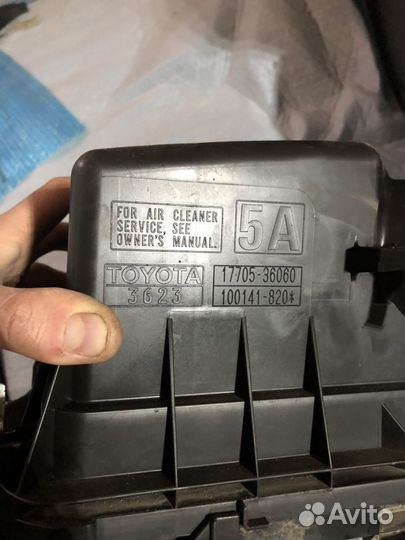 FOR AIR CLEANER
SERVICE, SEE
OWNER'S MANUAL.
5A
TOYOTA 17705-36060
3623 100141-820*
Avito